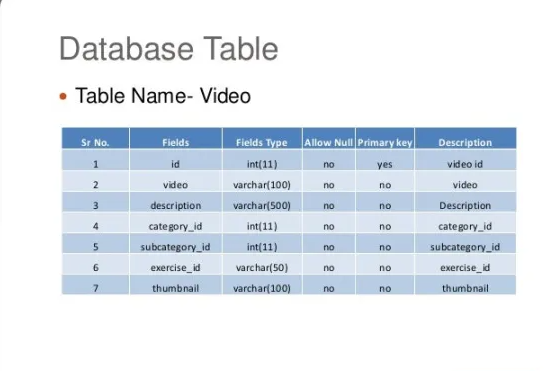 Database Table
• Table Name- Video
Sr No. Fields Fields Type Allow Null Primary key Description
1 id int(11) no yes video id
2 video varchar(100) no no video
3 description varchar(500) no no Description
4 category_id int(11) no no category_id
5 subcategory_id int(11) no no subcategory_id
6 exercise_id varchar(50) no no exercise_id
7 thumbnail varchar(100) no no thumbnail